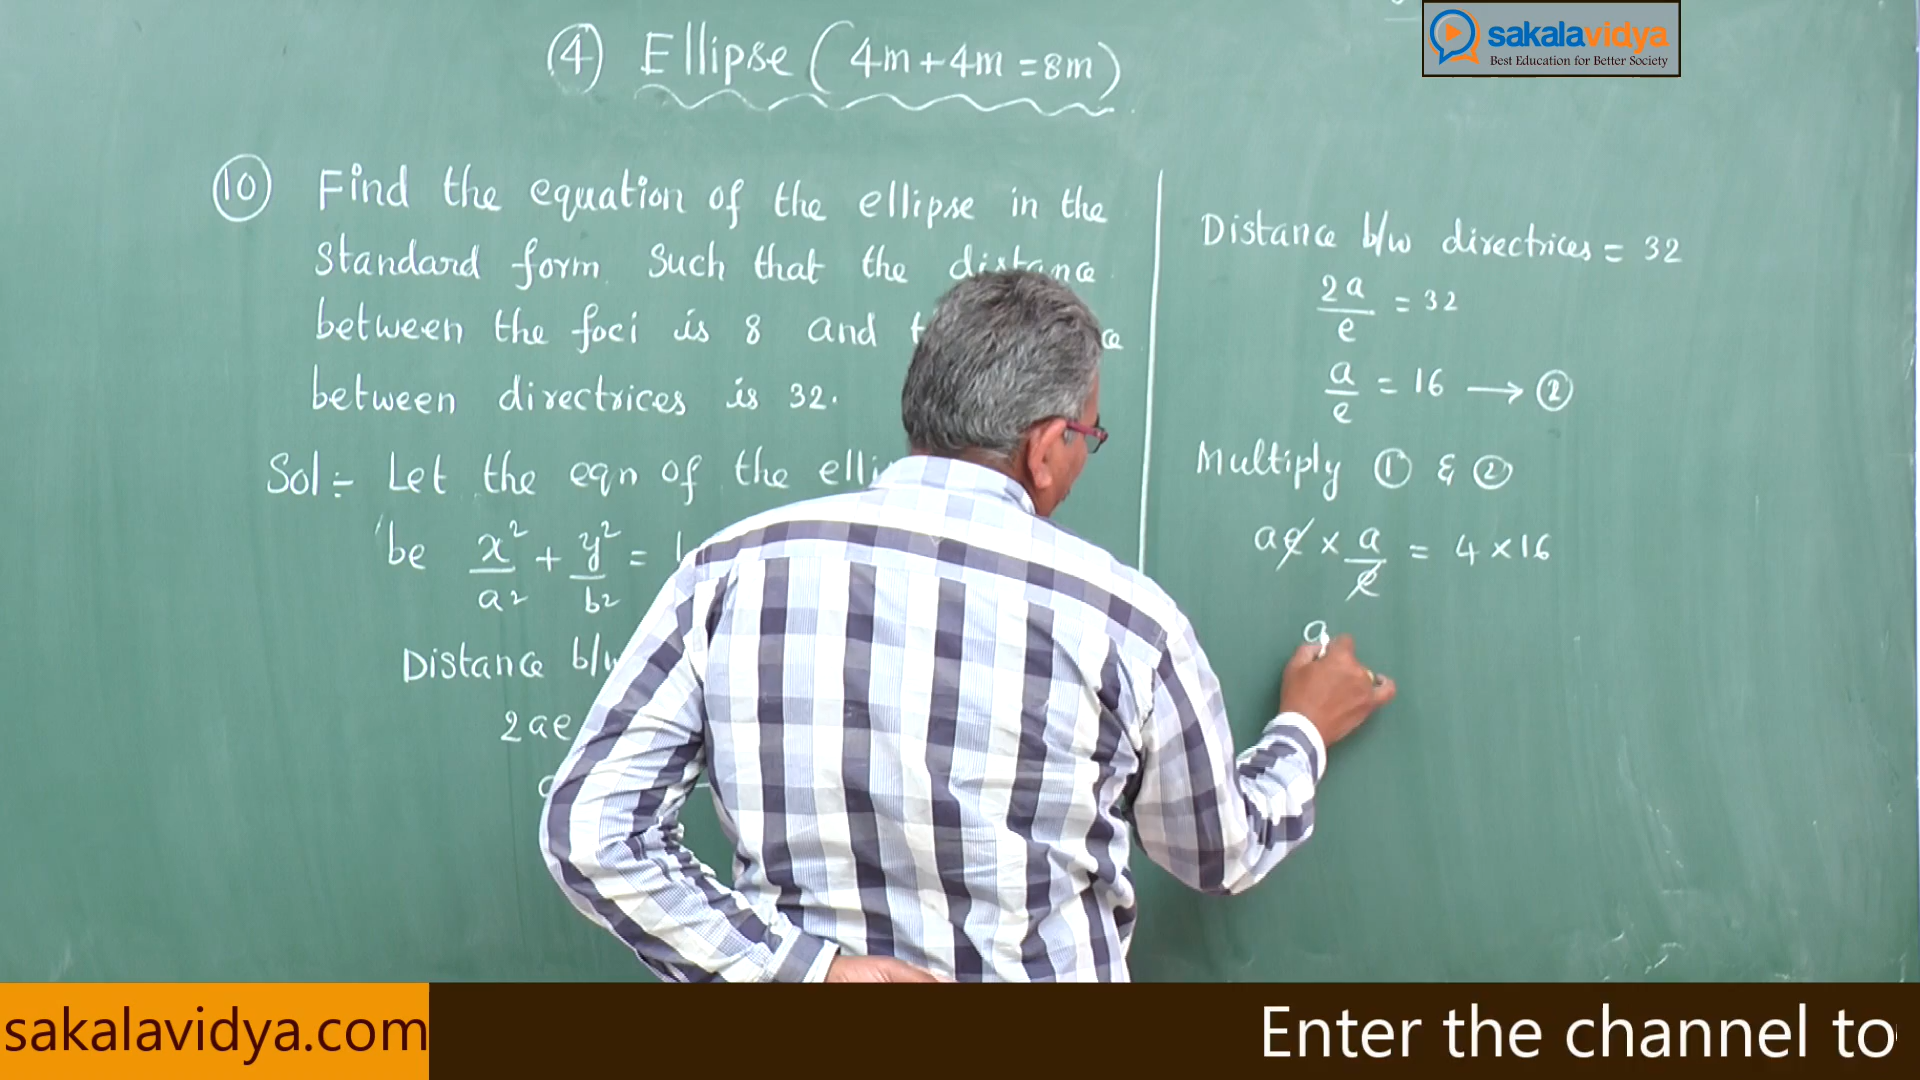 ④ Ellipse (4m+4m=8m)
sakalavidya
Best Education for Better Society
⑩ Find the equation of the ellipse in the
standard form such that the distance
between the foci is 8 and
between directrices is 32.
Sol:- Let the eqn of the
be x²/a² + y²/b² = 1
Distance b/w
2ae
Distance b/w directrices = 32
2a/e = 32
a/e = 16 → ②
Multiply ① & ②
ae × a/e = 4 × 16
a
sakalavidya.com
Enter the channel to